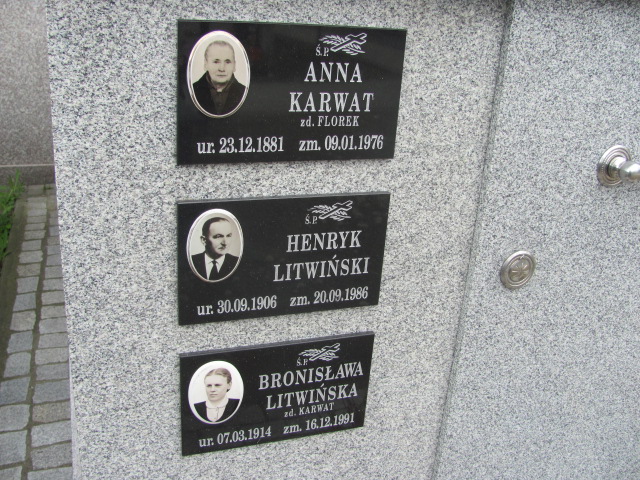 Ś.P.
ANNA
KARWAT
zd. FLOREK
ur. 23.12.1881 zm. 09.01.1976
Ś.P.
HENRYK
LITWIŃSKI
ur. 30.09.1906 zm. 20.09.1986
Ś.P.
BRONISŁAWA
LITWIŃSKA
zd. KARWAT
ur. 07.03.1914 zm. 16.12.1991